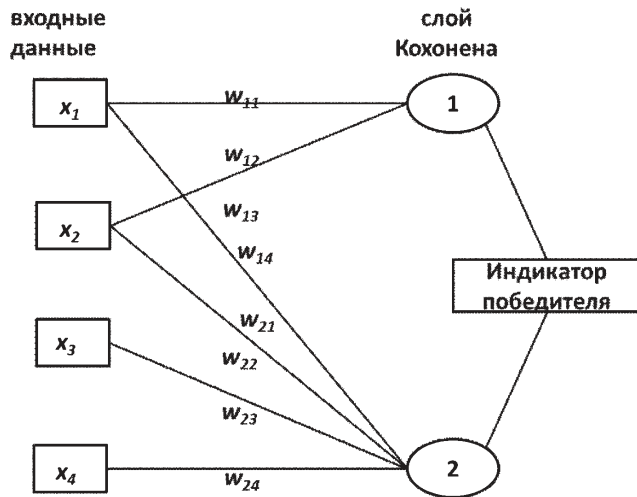 входные
данные
слой
Кохонена
x1
w11
1
w12
x2
w13
w14
Индикатор
победителя
w21
x3
w22
w23
x4
w24
2